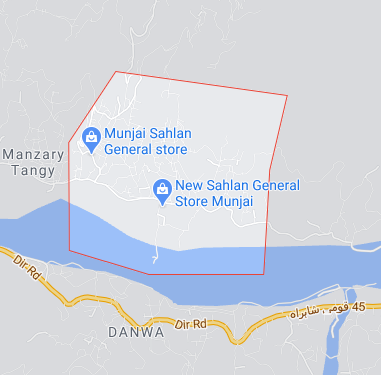 Munjai Sahlan
General store
Manzary
Tangy
New Sahlan General
Store Munjai
Dir Rd
Dir Rd
45 قومی شاہراہ
DANWA